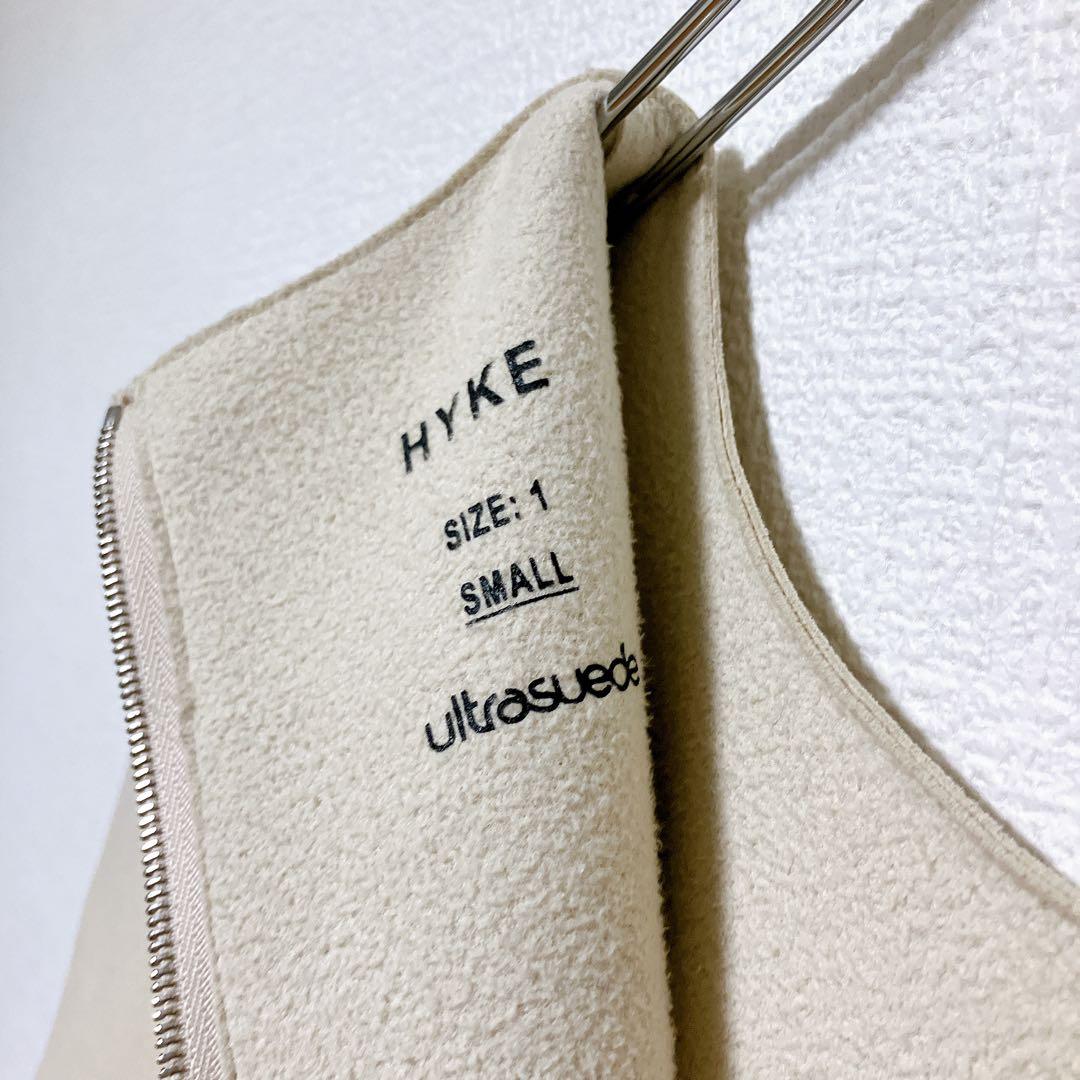 HYKE
SIZE: 1
SMALL
ultrasuede